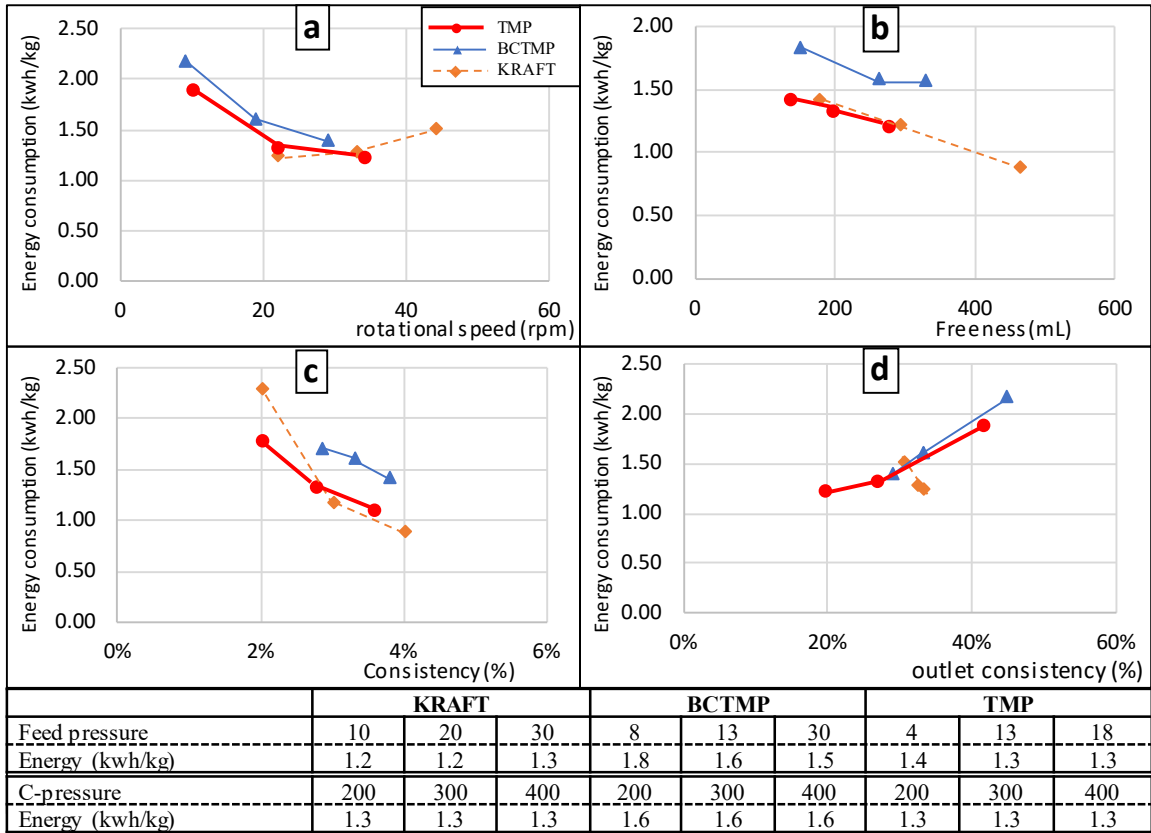 a
TMP
BCTMP
KRAFT
Energy consumption (kwh/kg)
2.50
2.00
1.50
1.00
0.50
0.00
0 20 40 60
rotational speed (rpm)
b
Energy consumption (kwh/kg)
2.00
1.50
1.00
0.50
0.00
0 200 400 600
Freeness (mL)
c
Energy consumption (kwh/kg)
2.50
2.00
1.50
1.00
0.50
0.00
0% 2% 4% 6%
Consistency (%)
d
Energy consumption (kwh/kg)
2.50
2.00
1.50
1.00
0.50
0.00
0% 20% 40% 60%
outlet consistency (%)
KRAFT BCTMP TMP
Feed pressure 10 20 30 8 13 30 4 13 18
Energy (kwh/kg) 1.2 1.2 1.3 1.8 1.6 1.5 1.4 1.3 1.3
C-pressure 200 300 400 200 300 400 200 300 400
Energy (kwh/kg) 1.3 1.3 1.3 1.6 1.6 1.6 1.3 1.3 1.3